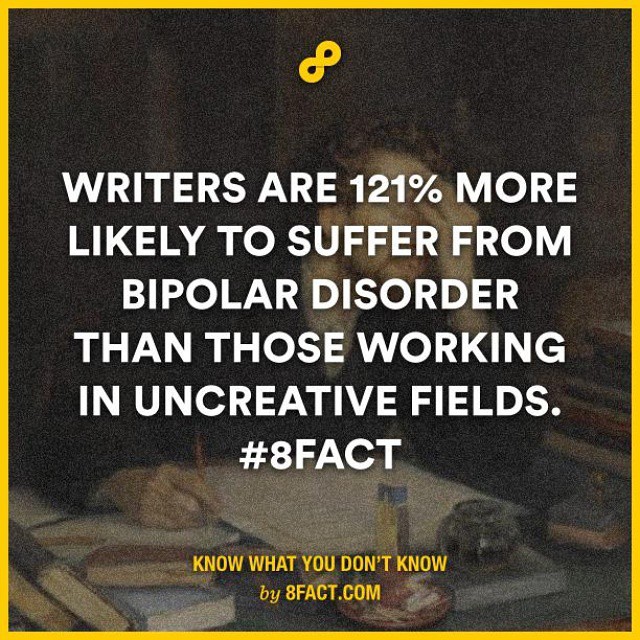 WRITERS ARE 121% MORE
LIKELY TO SUFFER FROM
BIPOLAR DISORDER
THAN THOSE WORKING
IN UNCREATIVE FIELDS.
#8FACT
KNOW WHAT YOU DON'T KNOW
by 8FACT.COM